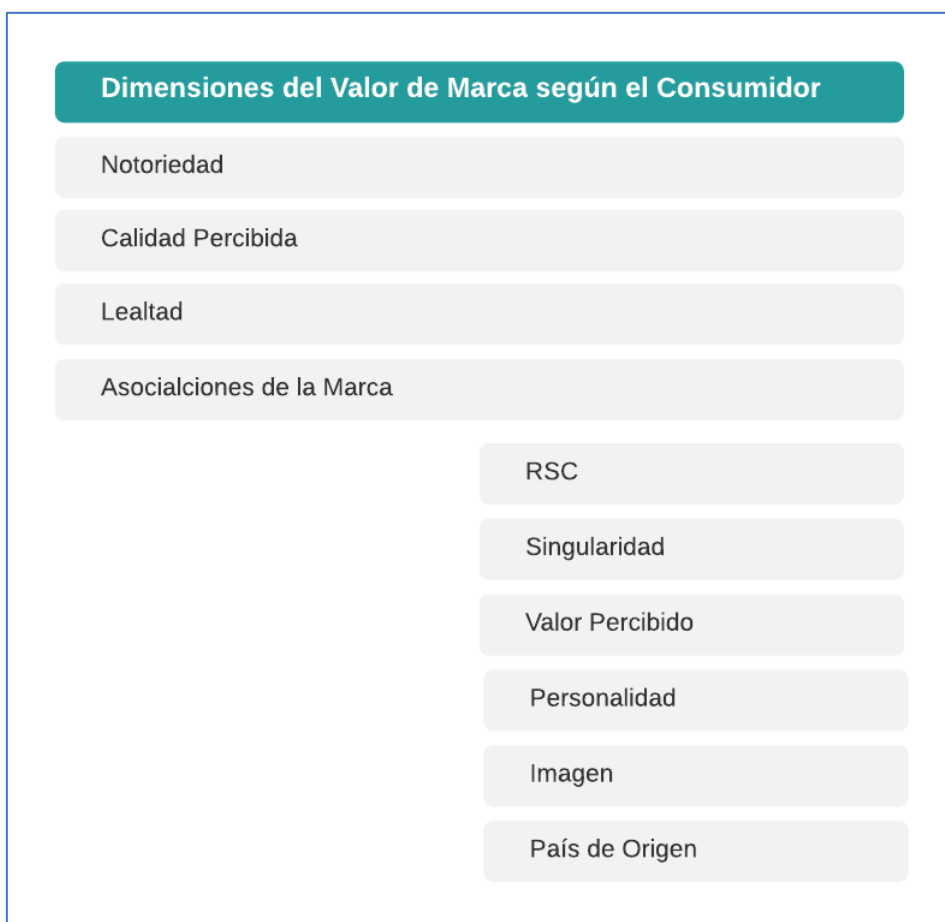 Dimensiones del Valor de Marca según el Consumidor
Notoriedad
Calidad Percibida
Lealtad
Asocialciones de la Marca
RSC
Singularidad
Valor Percibido
Personalidad
Imagen
País de Origen